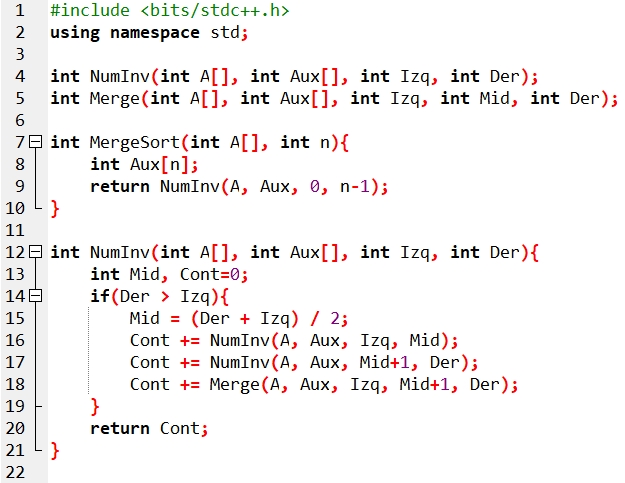 1 #include <bits/stdc++.h>
2 using namespace std;
3
4 int NumInv(int A[], int Aux[], int Izq, int Der);
5 int Merge(int A[], int Aux[], int Izq, int Mid, int Der);
6
7 int MergeSort(int A[], int n){
8     int Aux[n];
9     return NumInv(A, Aux, 0, n-1);
10 }
11
12 int NumInv(int A[], int Aux[], int Izq, int Der){
13     int Mid, Cont=0;
14     if(Der > Izq){
15         Mid = (Der + Izq) / 2;
16         Cont += NumInv(A, Aux, Izq, Mid);
17         Cont += NumInv(A, Aux, Mid+1, Der);
18         Cont += Merge(A, Aux, Izq, Mid+1, Der);
19     }
20     return Cont;
21 }
22